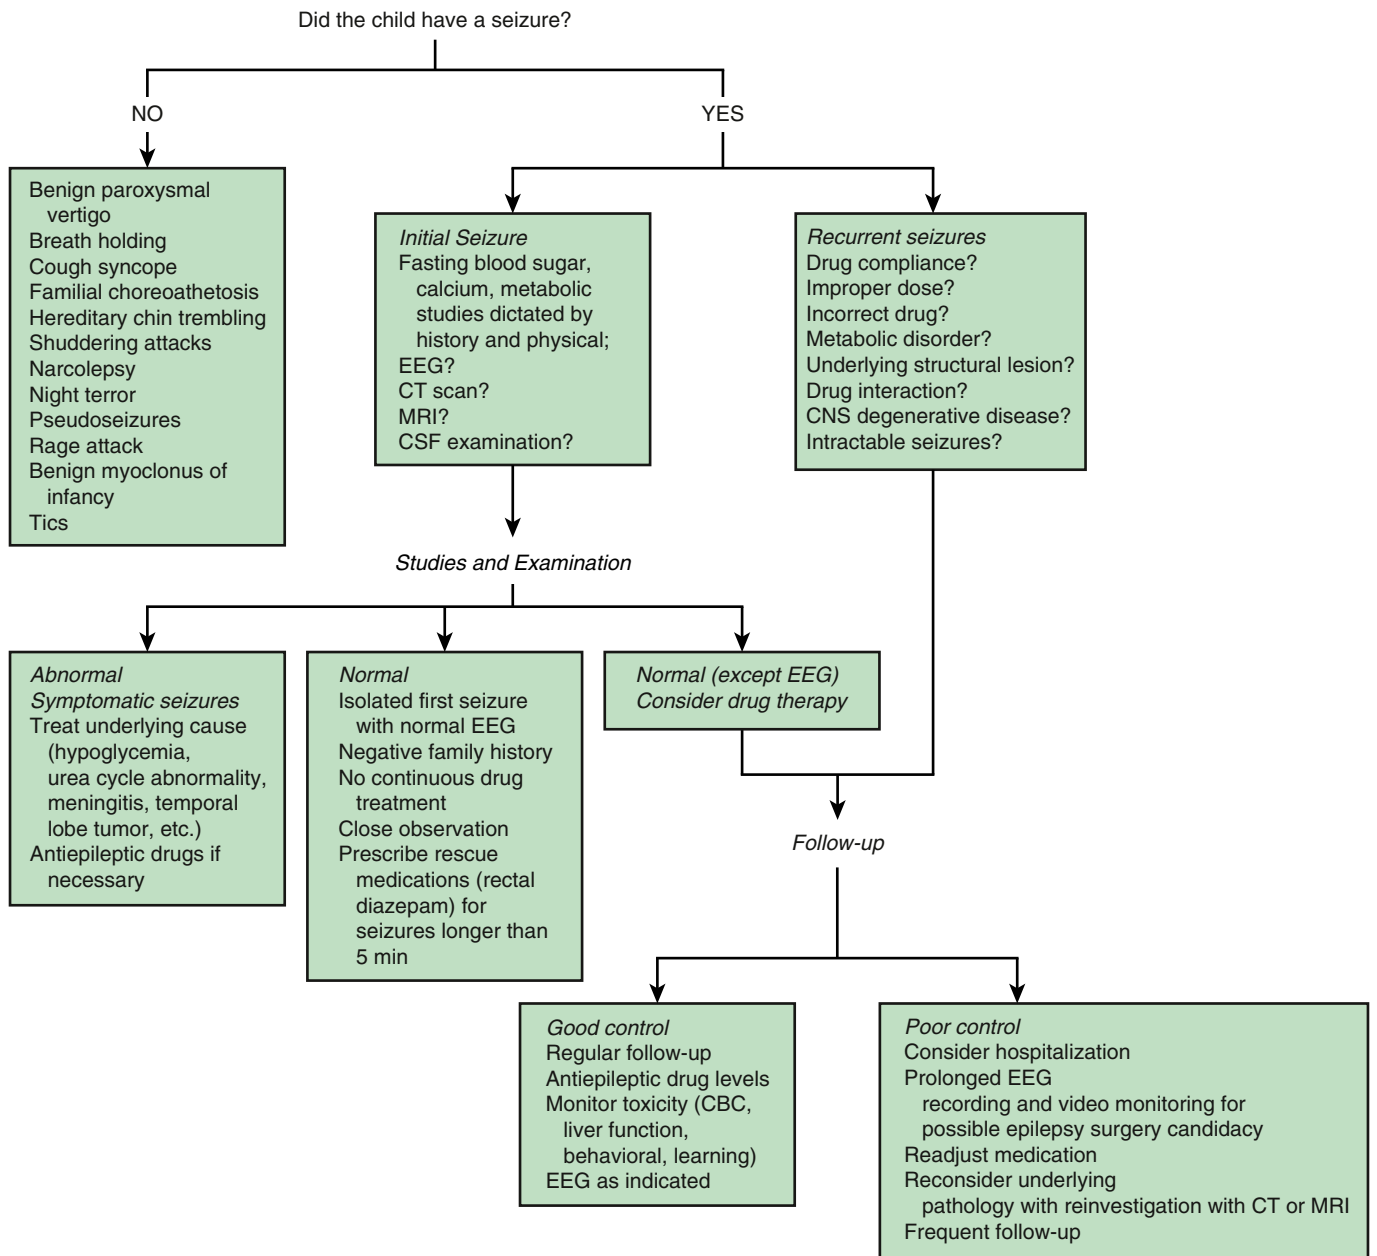 Did the child have a seizure?
NO
YES
Benign paroxysmal
vertigo
Breath holding
Cough syncope
Familial choreoathetosis
Hereditary chin trembling
Shuddering attacks
Narcolepsy
Night terror
Pseudoseizures
Rage attack
Benign myoclonus of
infancy
Tics
Initial Seizure
Fasting blood sugar,
calcium, metabolic
studies dictated by
history and physical;
EEG?
CT scan?
MRI?
CSF examination?
Recurrent seizures
Drug compliance?
Improper dose?
Incorrect drug?
Metabolic disorder?
Underlying structural lesion?
Drug interaction?
CNS degenerative disease?
Intractable seizures?
Studies and Examination
Abnormal
Symptomatic seizures
Treat underlying cause
(hypoglycemia,
urea cycle abnormality,
meningitis, temporal
lobe tumor, etc.)
Antiepileptic drugs if
necessary
Normal
Isolated first seizure
with normal EEG
Negative family history
No continuous drug
treatment
Close observation
Prescribe rescue
medications (rectal
diazepam) for
seizures longer than
5 min
Normal (except EEG)
Consider drug therapy
Follow-up
Good control
Regular follow-up
Antiepileptic drug levels
Monitor toxicity (CBC,
liver function,
behavioral, learning)
EEG as indicated
Poor control
Consider hospitalization
Prolonged EEG
recording and video monitoring for
possible epilepsy surgery candidacy
Readjust medication
Reconsider underlying
pathology with reinvestigation with CT or MRI
Frequent follow-up